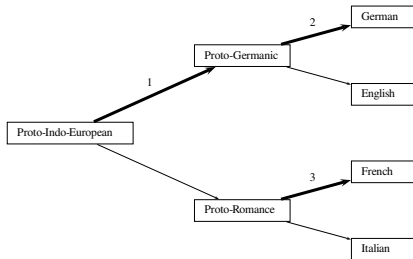 2
German
Proto-Germanic
1
English
Proto-Indo-European
3
French
Proto-Romance
Italian